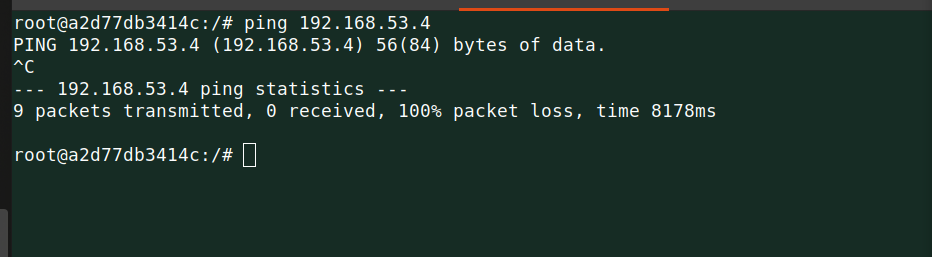 root@a2d77db3414c:/# ping 192.168.53.4
PING 192.168.53.4 (192.168.53.4) 56(84) bytes of data.
^C
--- 192.168.53.4 ping statistics ---
9 packets transmitted, 0 received, 100% packet loss, time 8178ms
root@a2d77db3414c:/#